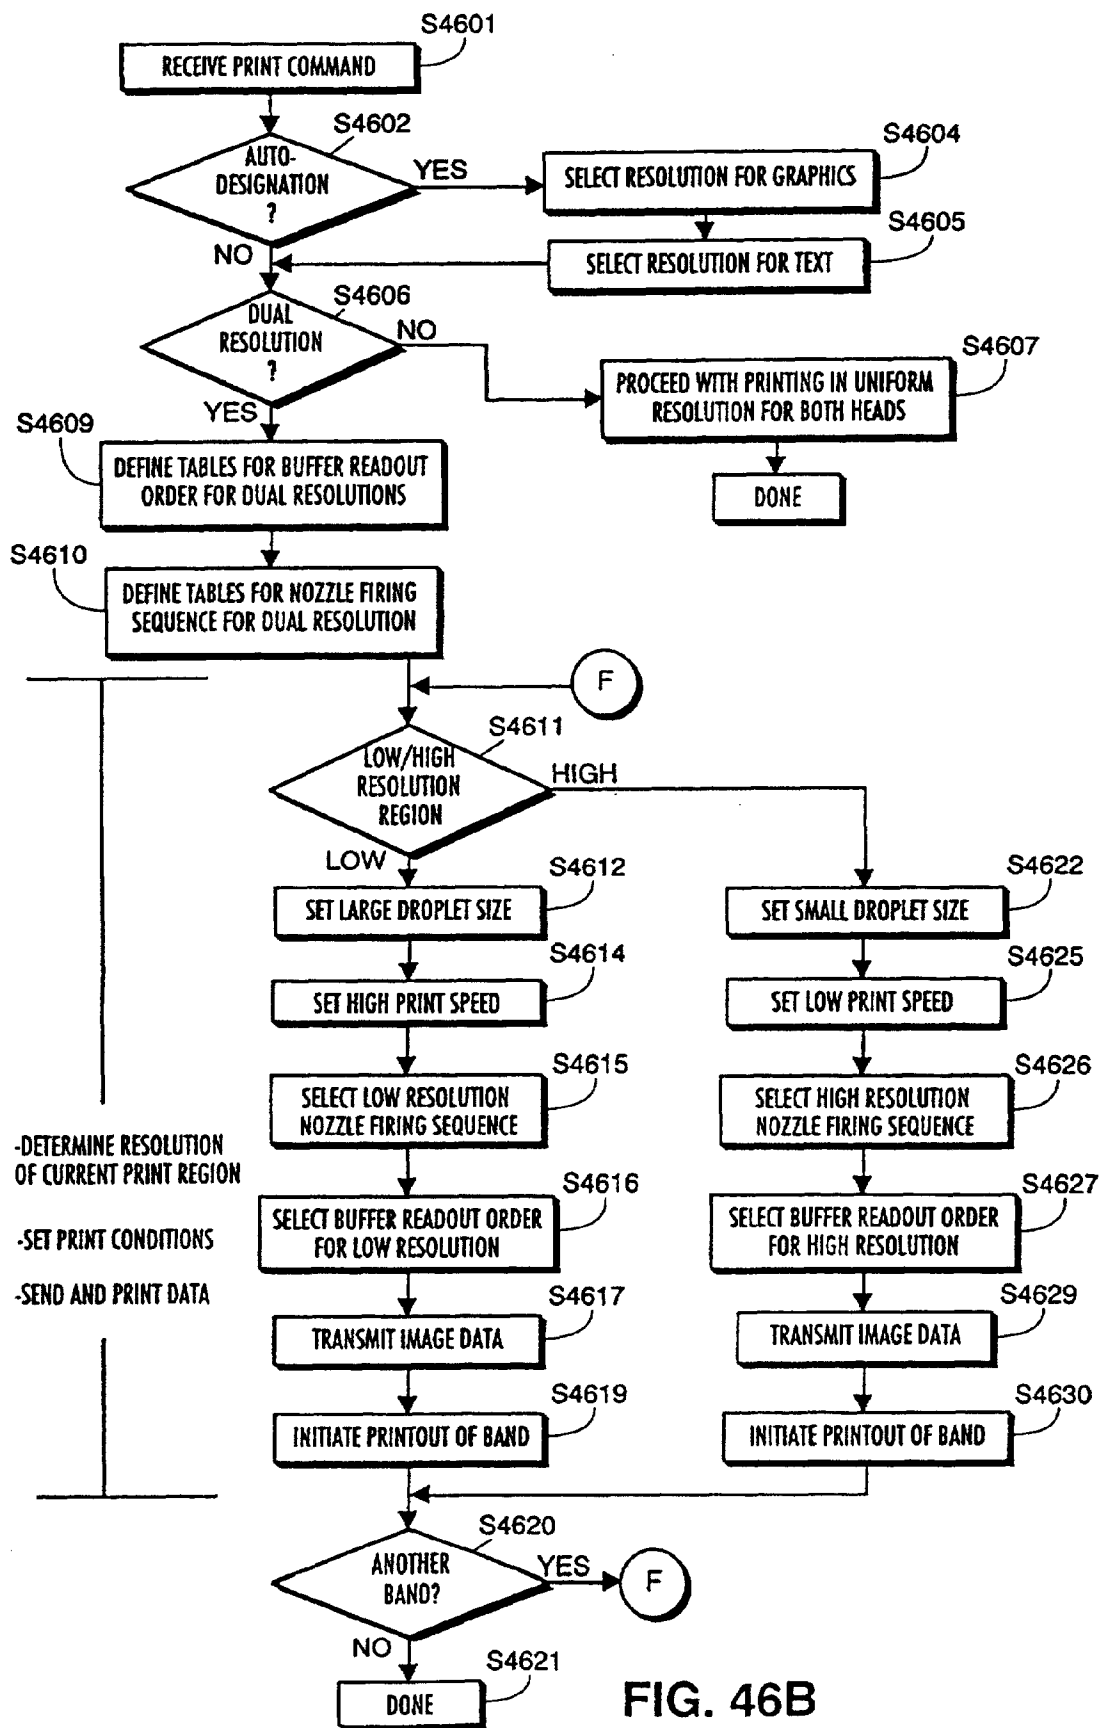 S4601
RECEIVE PRINT COMMAND
S4602
AUTO-
DESIGNATION
?
YES
S4604
SELECT RESOLUTION FOR GRAPHICS
S4605
SELECT RESOLUTION FOR TEXT
NO
S4606
DUAL
RESOLUTION
?
NO
S4607
PROCEED WITH PRINTING IN UNIFORM
RESOLUTION FOR BOTH HEADS
DONE
YES
S4609
DEFINE TABLES FOR BUFFER READOUT
ORDER FOR DUAL RESOLUTIONS
S4610
DEFINE TABLES FOR NOZZLE FIRING
SEQUENCE FOR DUAL RESOLUTION
F
S4611
LOW/HIGH
RESOLUTION
REGION
HIGH
LOW
S4612
SET LARGE DROPLET SIZE
S4614
SET HIGH PRINT SPEED
S4615
SELECT LOW RESOLUTION
NOZZLE FIRING SEQUENCE
S4616
SELECT BUFFER READOUT ORDER
FOR LOW RESOLUTION
S4617
TRANSMIT IMAGE DATA
S4619
INITIATE PRINTOUT OF BAND
S4622
SET SMALL DROPLET SIZE
S4625
SET LOW PRINT SPEED
S4626
SELECT HIGH RESOLUTION
NOZZLE FIRING SEQUENCE
S4627
SELECT BUFFER READOUT ORDER
FOR HIGH RESOLUTION
S4629
TRANSMIT IMAGE DATA
S4630
INITIATE PRINTOUT OF BAND
-DETERMINE RESOLUTION
OF CURRENT PRINT REGION
-SET PRINT CONDITIONS
-SEND AND PRINT DATA
S4620
ANOTHER
BAND?
YES
F
NO
S4621
DONE
FIG. 46B